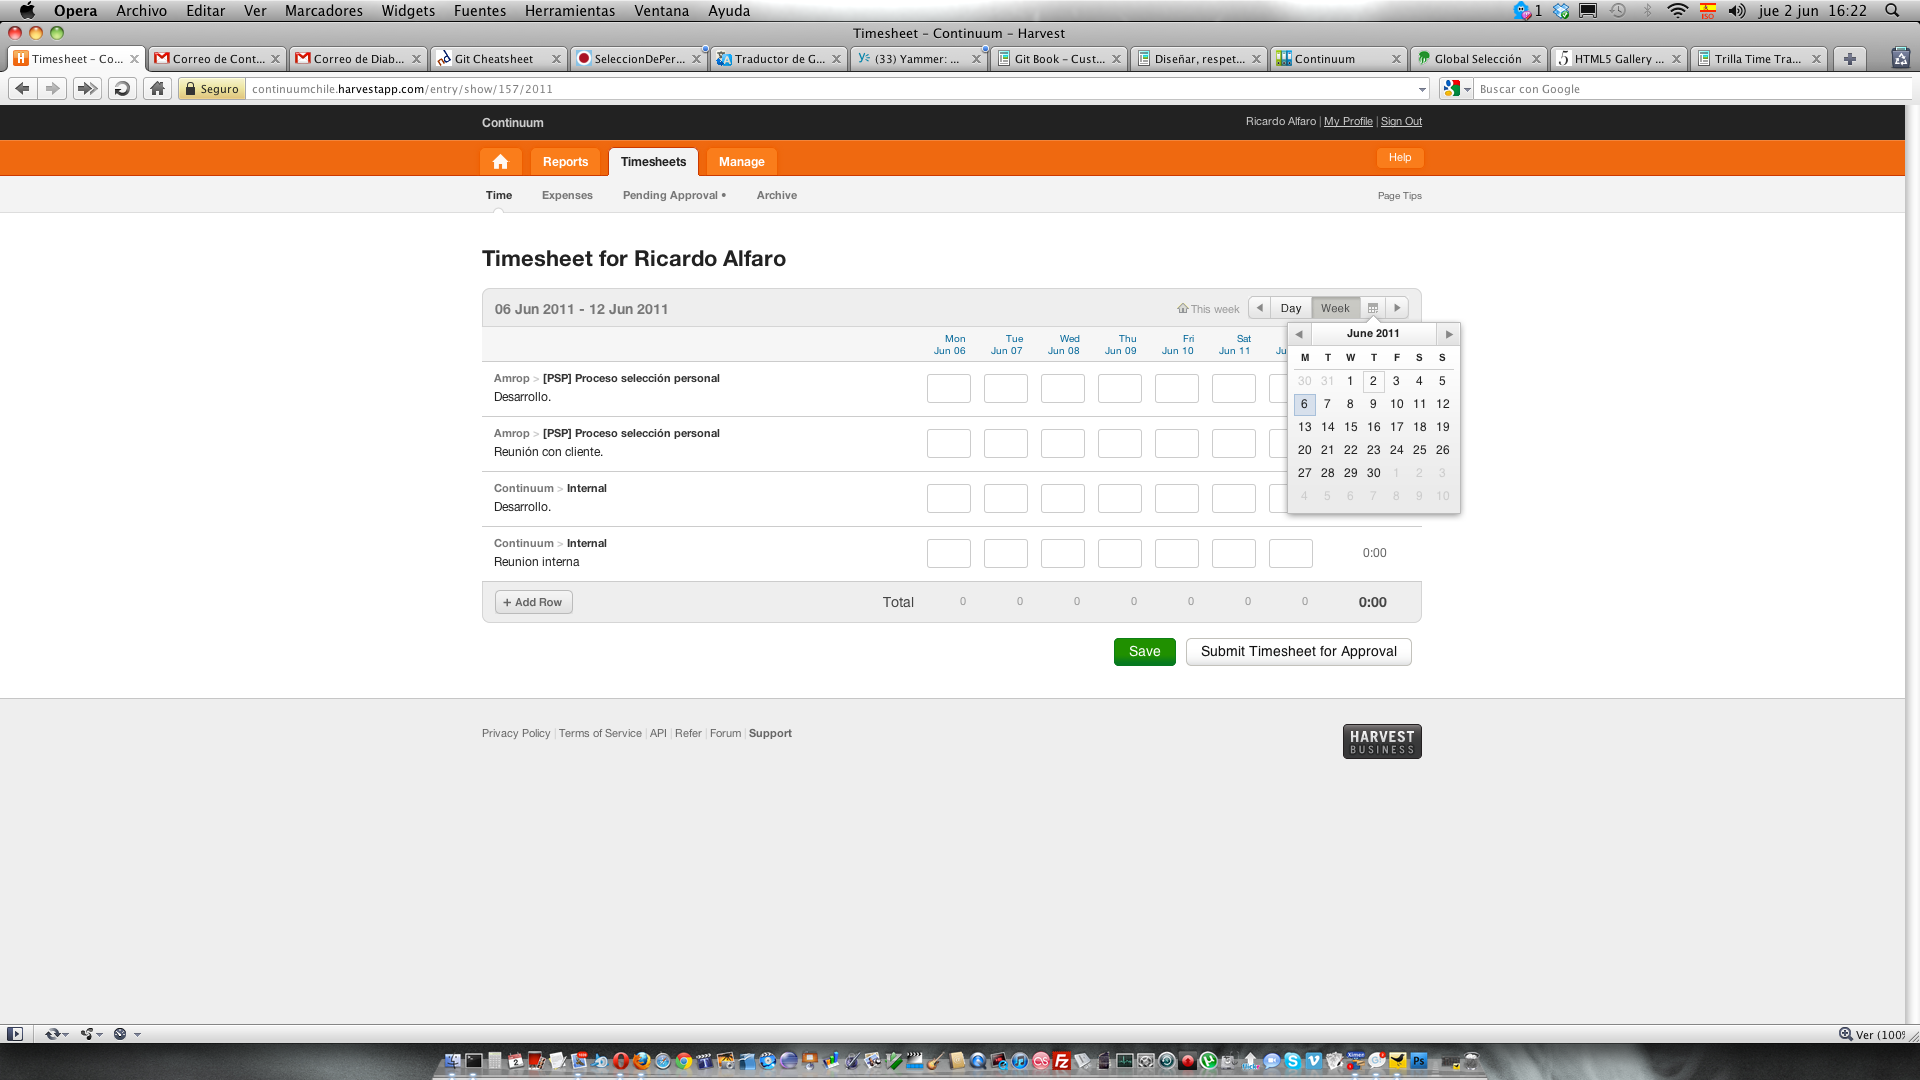 Opera Archivo Editar Ver Marcadores Widgets Fuentes Herramientas Ventana Ayuda
1 jue 2 jun 16:22
Timesheet – Continuum – Harvest
Timesheet – Co... Correo de Cont... Correo de Diab... Git Cheatsheet SeleccionDePer... Traductor de G... (33) Yammer: ... Git Book – Cust... Diseñar, respet... Continuum Global Selección HTML5 Gallery ... Trilla Time Tra...
Seguro continuumchile.harvestapp.com/entry/show/157/2011 Buscar con Google
Continuum Ricardo Alfaro | My Profile | Sign Out
Reports Timesheets Manage Help
Time Expenses Pending Approval • Archive Page Tips
Timesheet for Ricardo Alfaro
06 Jun 2011 - 12 Jun 2011 This week Day Week
Mon Tue Wed Thu Fri Sat
Jun 06 Jun 07 Jun 08 Jun 09 Jun 10 Jun 11 Ju
June 2011
M T W T F S S
30 31 1 2 3 4 5
6 7 8 9 10 11 12
13 14 15 16 17 18 19
20 21 22 23 24 25 26
27 28 29 30 1 2 3
4 5 6 7 8 9 10
Amrop > [PSP] Proceso selección personal
Desarrollo.
Amrop > [PSP] Proceso selección personal
Reunión con cliente.
Continuum > Internal
Desarrollo.
Continuum > Internal
Reunion interna 0:00
+ Add Row Total 0 0 0 0 0 0 0 0:00
Save Submit Timesheet for Approval
Privacy Policy | Terms of Service | API | Refer | Forum | Support
HARVEST
BUSINESS
Ver (100%